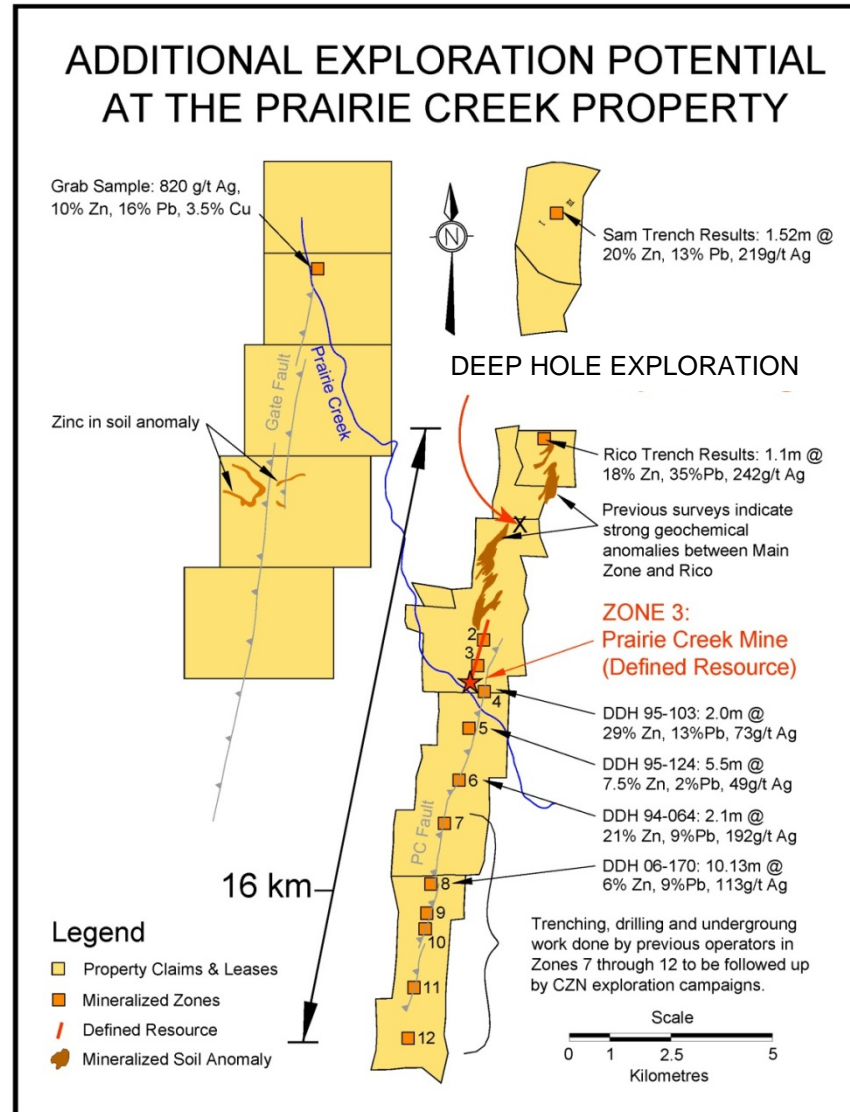 ADDITIONAL EXPLORATION POTENTIAL
AT THE PRAIRIE CREEK PROPERTY
Grab Sample: 820 g/t Ag,
10% Zn, 16% Pb, 3.5% Cu
N
Sam Trench Results: 1.52m @
20% Zn, 13% Pb, 219g/t Ag
Gate Fault
Prairie Creek
DEEP HOLE EXPLORATION
Zinc in soil anomaly
Rico Trench Results: 1.1m @
18% Zn, 35%Pb, 242g/t Ag
X
Previous surveys indicate
strong geochemical
anomalies between Main
Zone and Rico
ZONE 3:
Prairie Creek Mine
(Defined Resource)
2
3
4
DDH 95-103: 2.0m @
29% Zn, 13%Pb, 73g/t Ag
5
DDH 95-124: 5.5m @
7.5% Zn, 2%Pb, 49g/t Ag
6
DDH 94-064: 2.1m @
21% Zn, 9%Pb, 192g/t Ag
7
PC Fault
DDH 06-170: 10.13m @
6% Zn, 9%Pb, 113g/t Ag
8
16 km
9
10
11
12
Trenching, drilling and undergroung
work done by previous operators in
Zones 7 through 12 to be followed up
by CZN exploration campaigns.
Legend
Property Claims & Leases
Mineralized Zones
Defined Resource
Mineralized Soil Anomaly
Scale
0 1 2.5 5
Kilometres